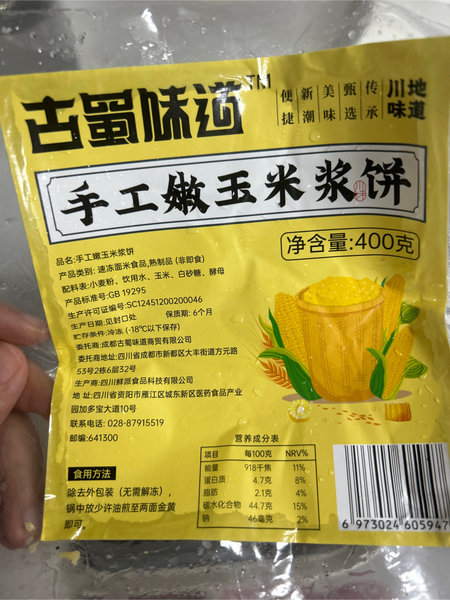 古蜀味道TM
便捷 新潮 美味 甄选 传承
川味地道
手工嫩玉米浆饼
净含量:400克
品名:手工嫩玉米浆饼
产品类别: 速冻面米食品,熟制品 (非即食)
配料表:小麦粉、饮用水、玉米、白砂糖、酵母
产品标准号:GB 19295
生产许可证编号:SC12451200200046
生产日期:见封口处 保质期: 6个月
贮存条件:冷冻 (-18℃以下保存)
委托商:成都古蜀味道商贸有限公司
委托商地址:四川省成都市新都区大丰街道方元路
53号2栋6层32号
生产商:四川鲜源食品科技有限公司
地 址:四川省资阳市雁江区城东新区医药食品产业
园加多宝大道10号
联系电话: 028-87915519
邮编:641300
食用方法
除去外包装（无需解冻），
锅中放少许油煎至两面金黄
即可。
营养成分表
项目 每100克 NRV%
能量 918千焦 11%
蛋白质 4.7克 8%
脂肪 2.1克 4%
碳水化合物 44.7克 15%
钠 46毫克 2%
6 973024 605947